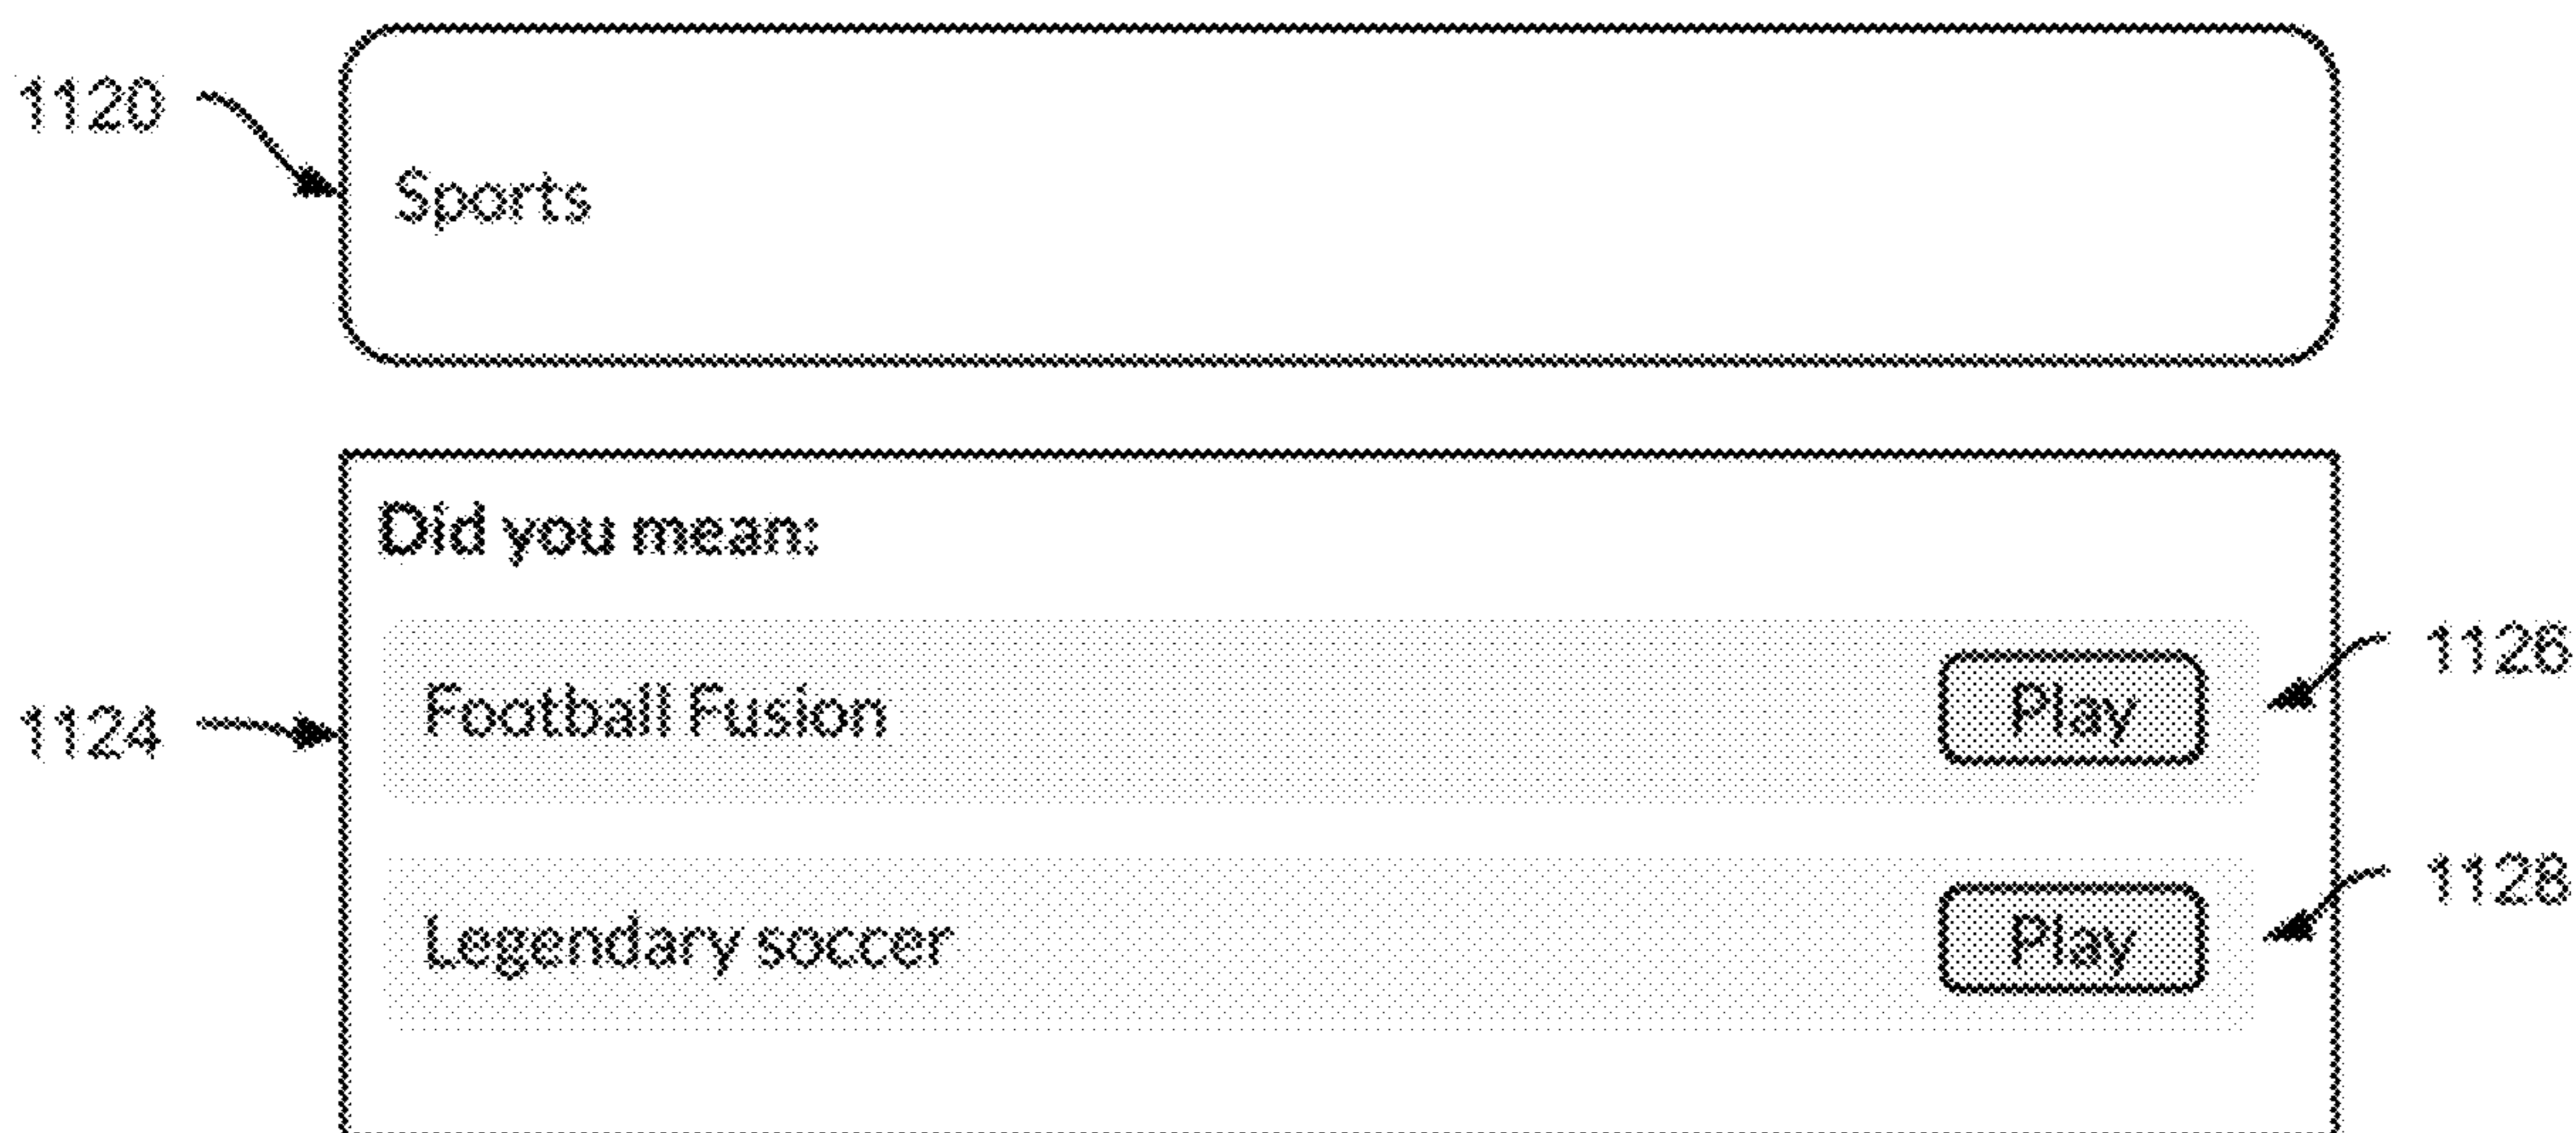 1120
Sports
Did you mean:
1124
Football Fusion Play
1126
Legendary soccer Play
1128